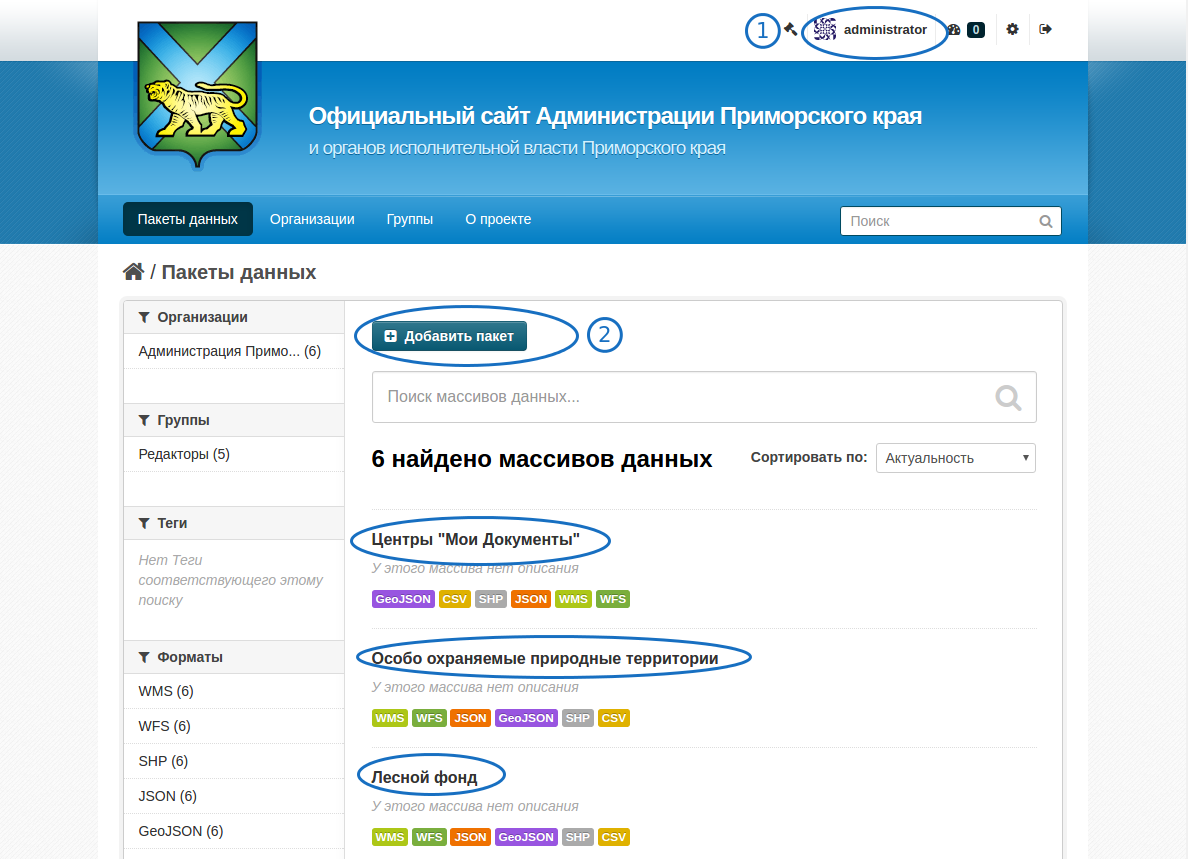 1 administrator 0
Официальный сайт Администрации Приморского края
и органов исполнительной власти Приморского края
Пакеты данных Организации Группы О проекте Поиск
/ Пакеты данных
Организации
Администрация Примо... (6)
Группы
Редакторы (5)
Теги
Нет Теги
соответствующего этому
поиску
Форматы
WMS (6)
WFS (6)
SHP (6)
JSON (6)
GeoJSON (6)
Добавить пакет 2
Поиск массивов данных...
6 найдено массивов данных Сортировать по: Актуальность
Центры "Мои Документы"
У этого массива нет описания
GeoJSON CSV SHP JSON WMS WFS
Особо охраняемые природные территории
У этого массива нет описания
WMS WFS JSON GeoJSON SHP CSV
Лесной фонд
У этого массива нет описания
WMS WFS JSON GeoJSON SHP CSV